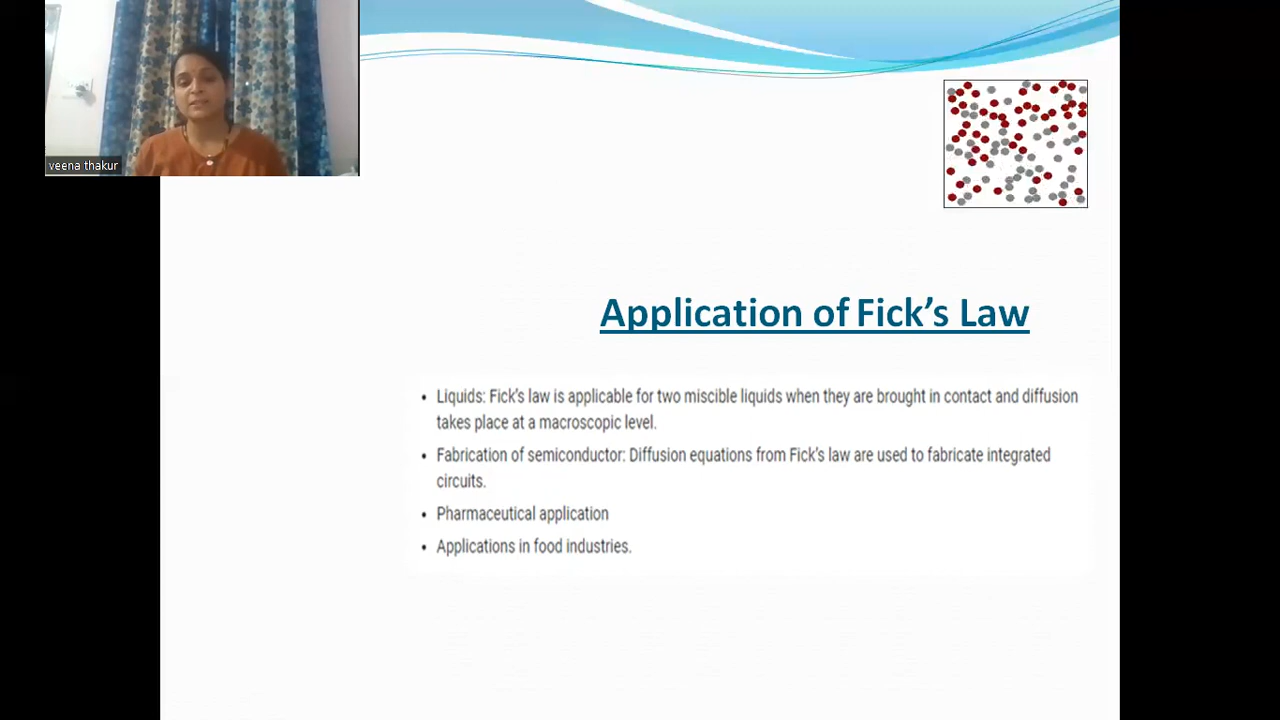 veena thakur
Application of Fick’s Law
• Liquids: Fick’s law is applicable for two miscible liquids when they are brought in contact and diffusion
takes place at a macroscopic level.
• Fabrication of semiconductor: Diffusion equations from Fick’s law are used to fabricate integrated
circuits.
• Pharmaceutical application
• Applications in food industries.